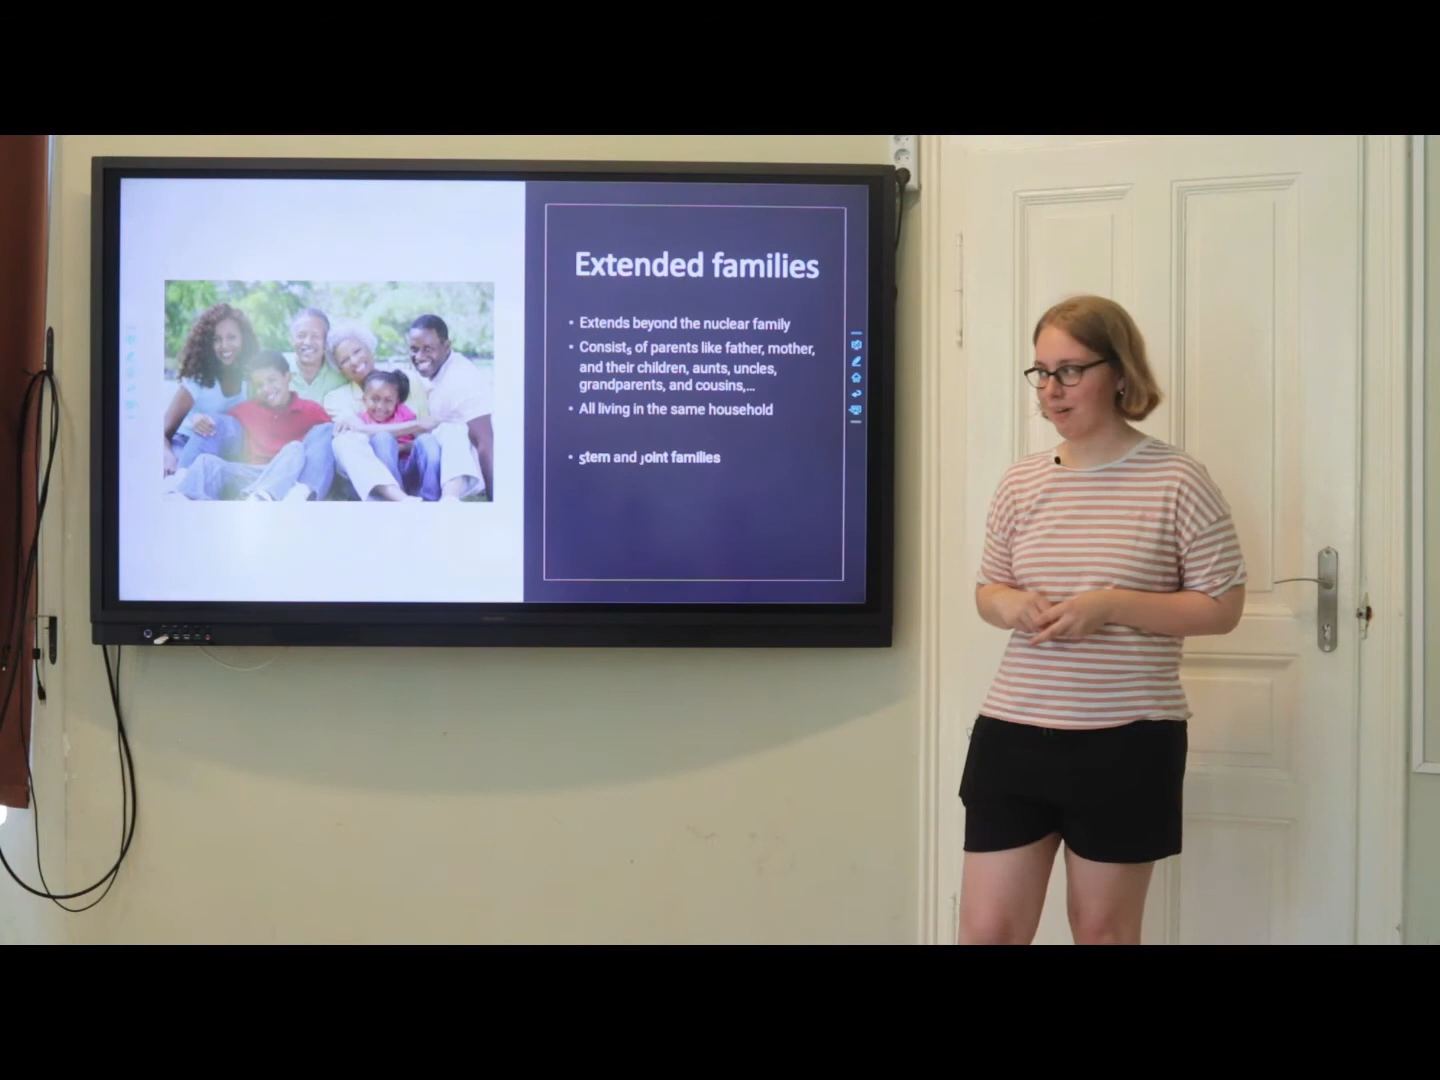 Extended families
• Extends beyond the nuclear family
• Consists of parents like father, mother,
and their children, aunts, uncles,
grandparents, and cousins,...
• All living in the same household
• Stem and joint families